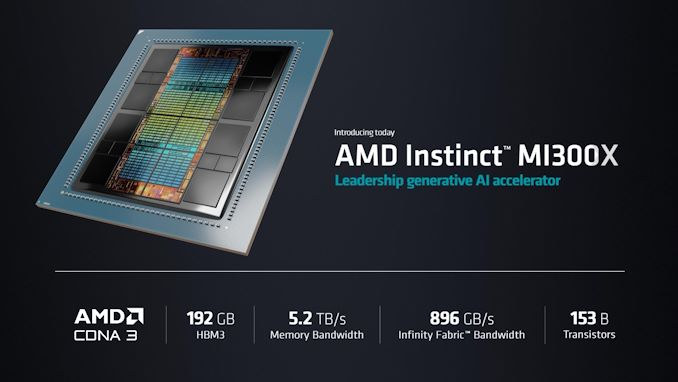 Introducing today
AMD Instinct™ MI300X
Leadership generative AI accelerator
AMD
CDNA 3
192 GB
HBM3
5.2 TB/s
Memory Bandwidth
896 GB/s
Infinity Fabric™ Bandwidth
153 B
Transistors